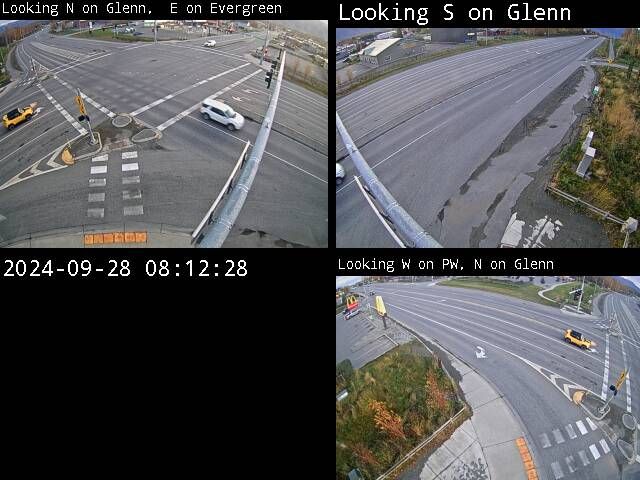 Looking N on Glenn,  E on Evergreen
Looking S on Glenn
2024-09-28 08:12:28
Looking W on PW, N on Glenn